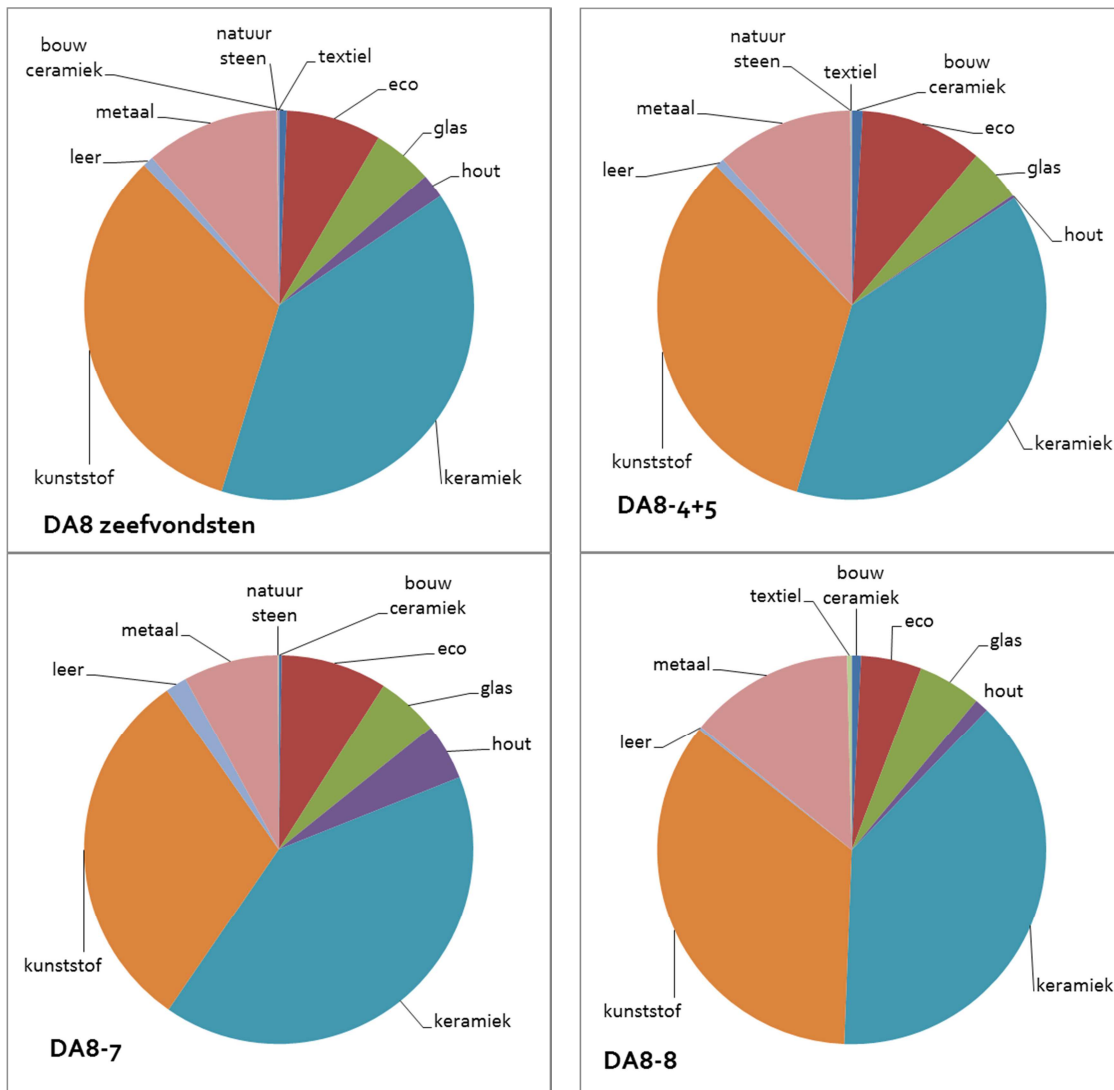 natuur
steen
bouw
ceramiek
textiel
eco
metaal
glas
leer
hout
kunststof
keramiek
DA8 zeefvondsten
natuur
steen
textiel
bouw
ceramiek
metaal
eco
leer
glas
hout
kunststof
keramiek
DA8-4+5
natuur
steen
bouw
ceramiek
metaal
eco
leer
glas
hout
kunststof
keramiek
DA8-7
bouw
ceramiek
textiel
eco
metaal
glas
hout
leer
kunststof
keramiek
DA8-8